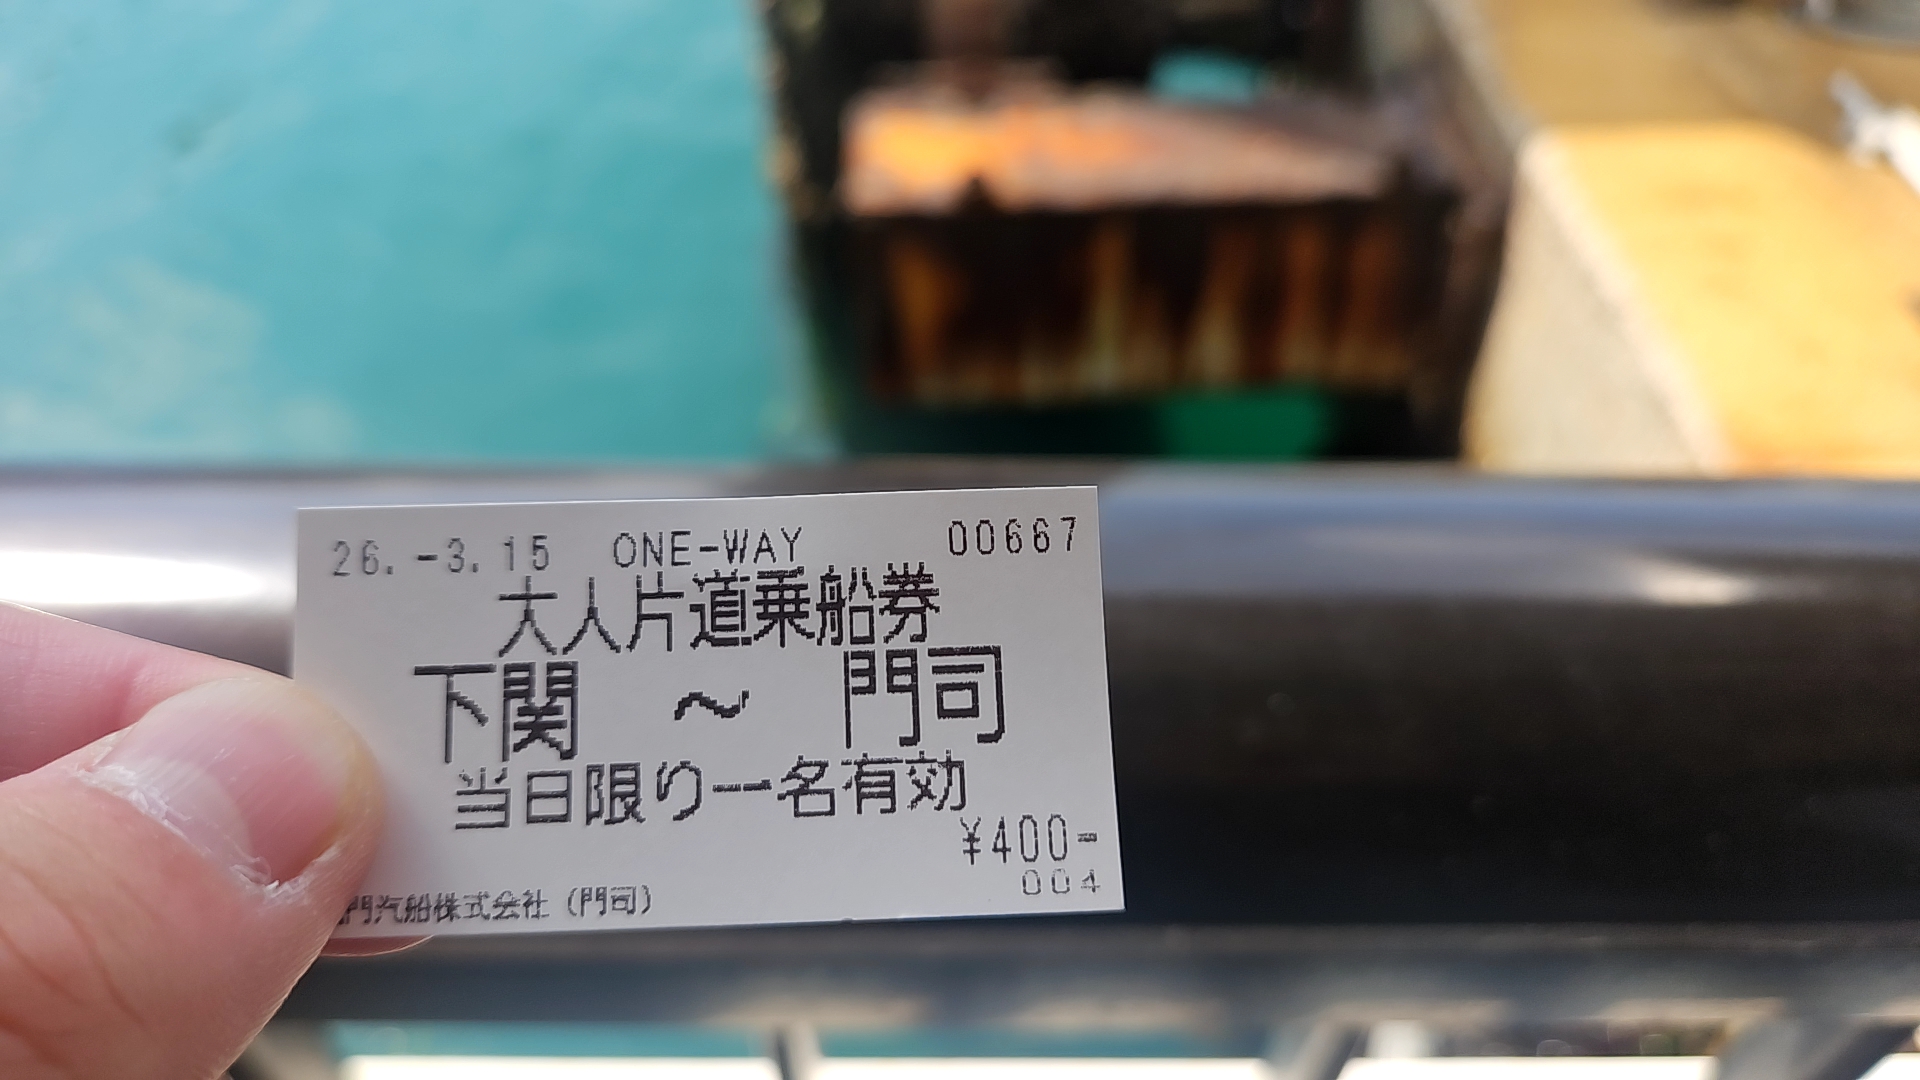 26.-3.15 ONE-WAY 00667
大人片道乗船券
下関 ～ 門司
当日限り一名有効
¥400-
004
門汽船株式会社(門司)